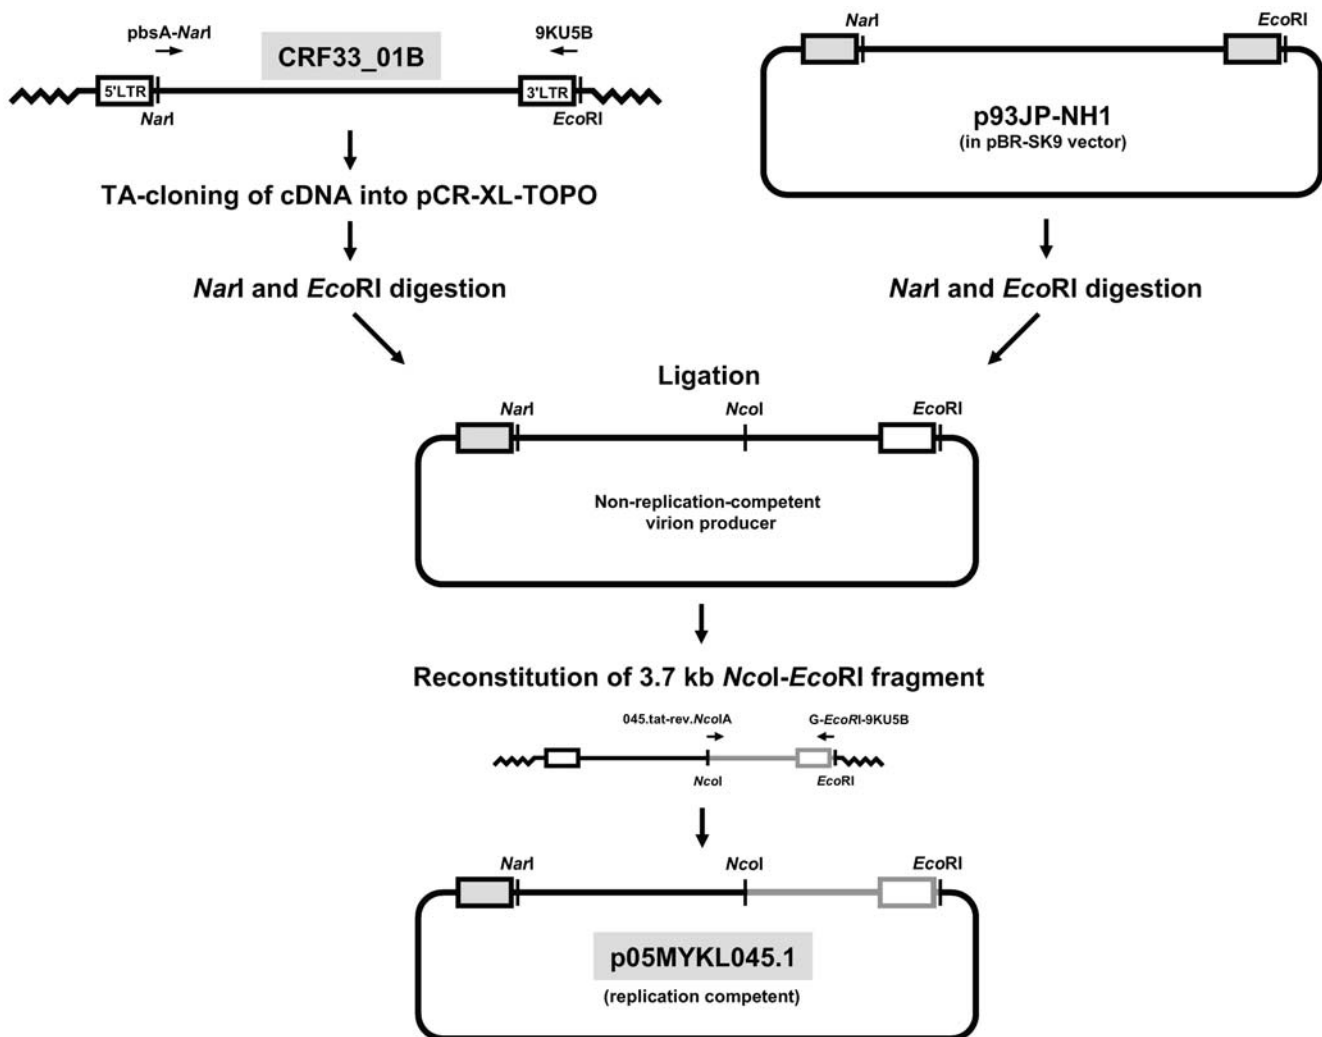 pbsA-NarI
9KU5B
CRF33_01B
5'LTR
3'LTR
NarI
EcoRI
TA-cloning of cDNA into pCR-XL-TOPO
NarI and EcoRI digestion
NarI
EcoRI
p93JP-NH1
(in pBR-SK9 vector)
NarI and EcoRI digestion
Ligation
NarI
NcoI
EcoRI
Non-replication-competent
virion producer
Reconstitution of 3.7 kb NcoI-EcoRI fragment
045.tat-rev.NcoIA
G-EcoRI-9KU5B
NcoI
EcoRI
NarI
NcoI
EcoRI
p05MYKL045.1
(replication competent)